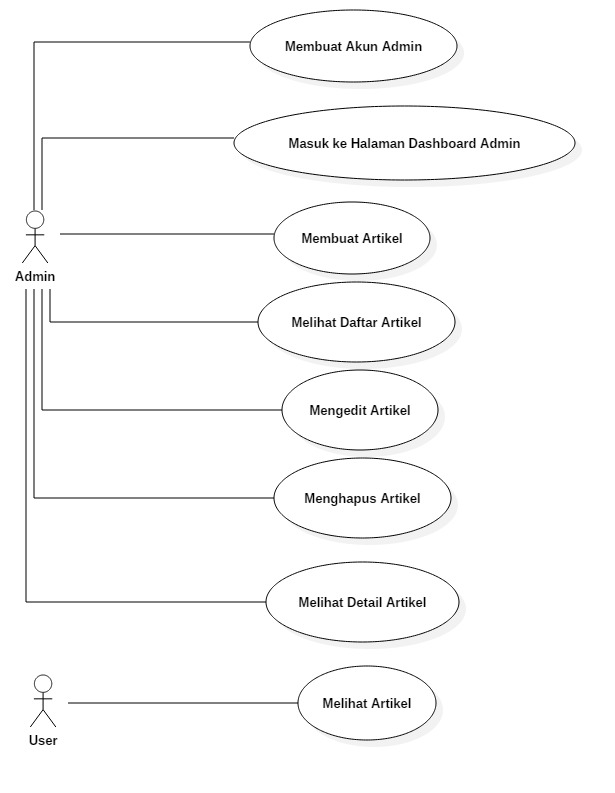 Membuat Akun Admin
Masuk ke Halaman Dashboard Admin
Membuat Artikel
Admin
Melihat Daftar Artikel
Mengedit Artikel
Menghapus Artikel
Melihat Detail Artikel
Melihat Artikel
User